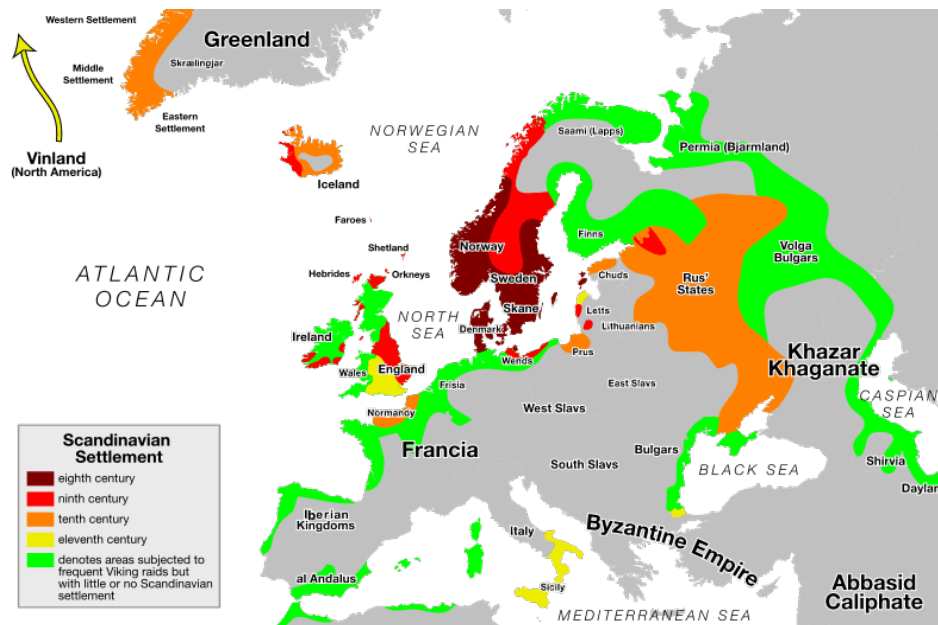 Western Settlement
Greenland
Skrælingjar
Middle
Settlement
Eastern
Settlement
Vinland
(North America)
NORWEGIAN
SEA
Saami (Lapps)
Permia (Bjarmland)
Iceland
Faroes
Finns
Volga
Bulgars
Norway
Shetland
ATLANTIC
OCEAN
Hebrides
Orkneys
Sweden
Chuds
Rus'
States
Skane
NORTH
SEA
Denmark
Letts
Lithuanians
Ireland
Prus
Khazar
Khaganate
Wends
Wales
England
Frisia
East Slavs
CASPIAN
SEA
Normandy
West Slavs
Francia
Bulgars
BLACK SEA
South Slavs
Shirvia
Daylam
Scandinavian
Settlement
eighth century
ninth century
tenth century
eleventh century
denotes areas subjected to
frequent Viking raids but
with little or no Scandinavian
settlement
Iberian
Kingdoms
Italy
Byzantine Empire
al Andalus
Sicily
Abbasid
Caliphate
MEDITERRANEAN SEA